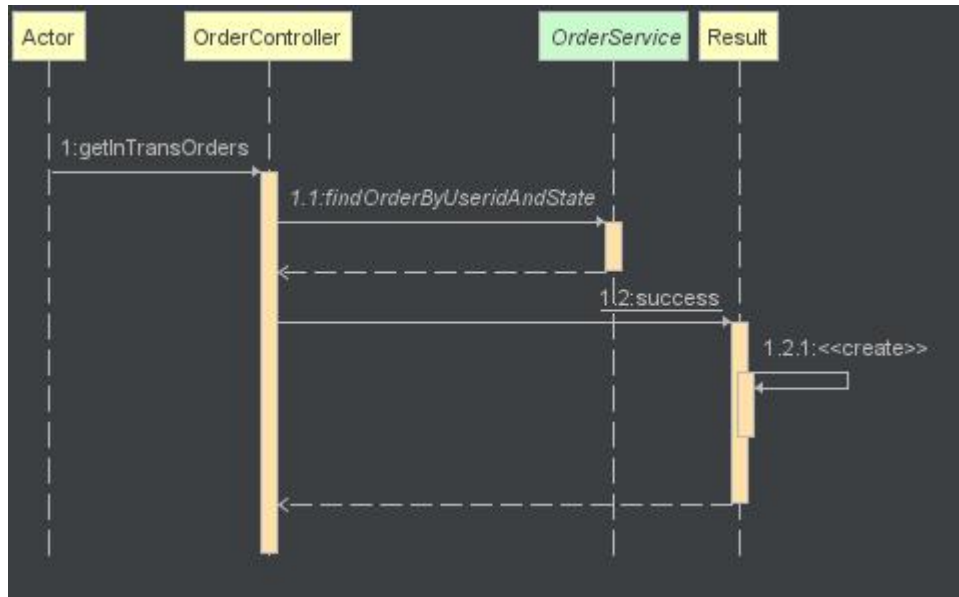 Actor
OrderController
OrderService
Result
1:getInTransOrders
1.1:findOrderByUseridAndState
1.2:success
1.2.1:<<create>>